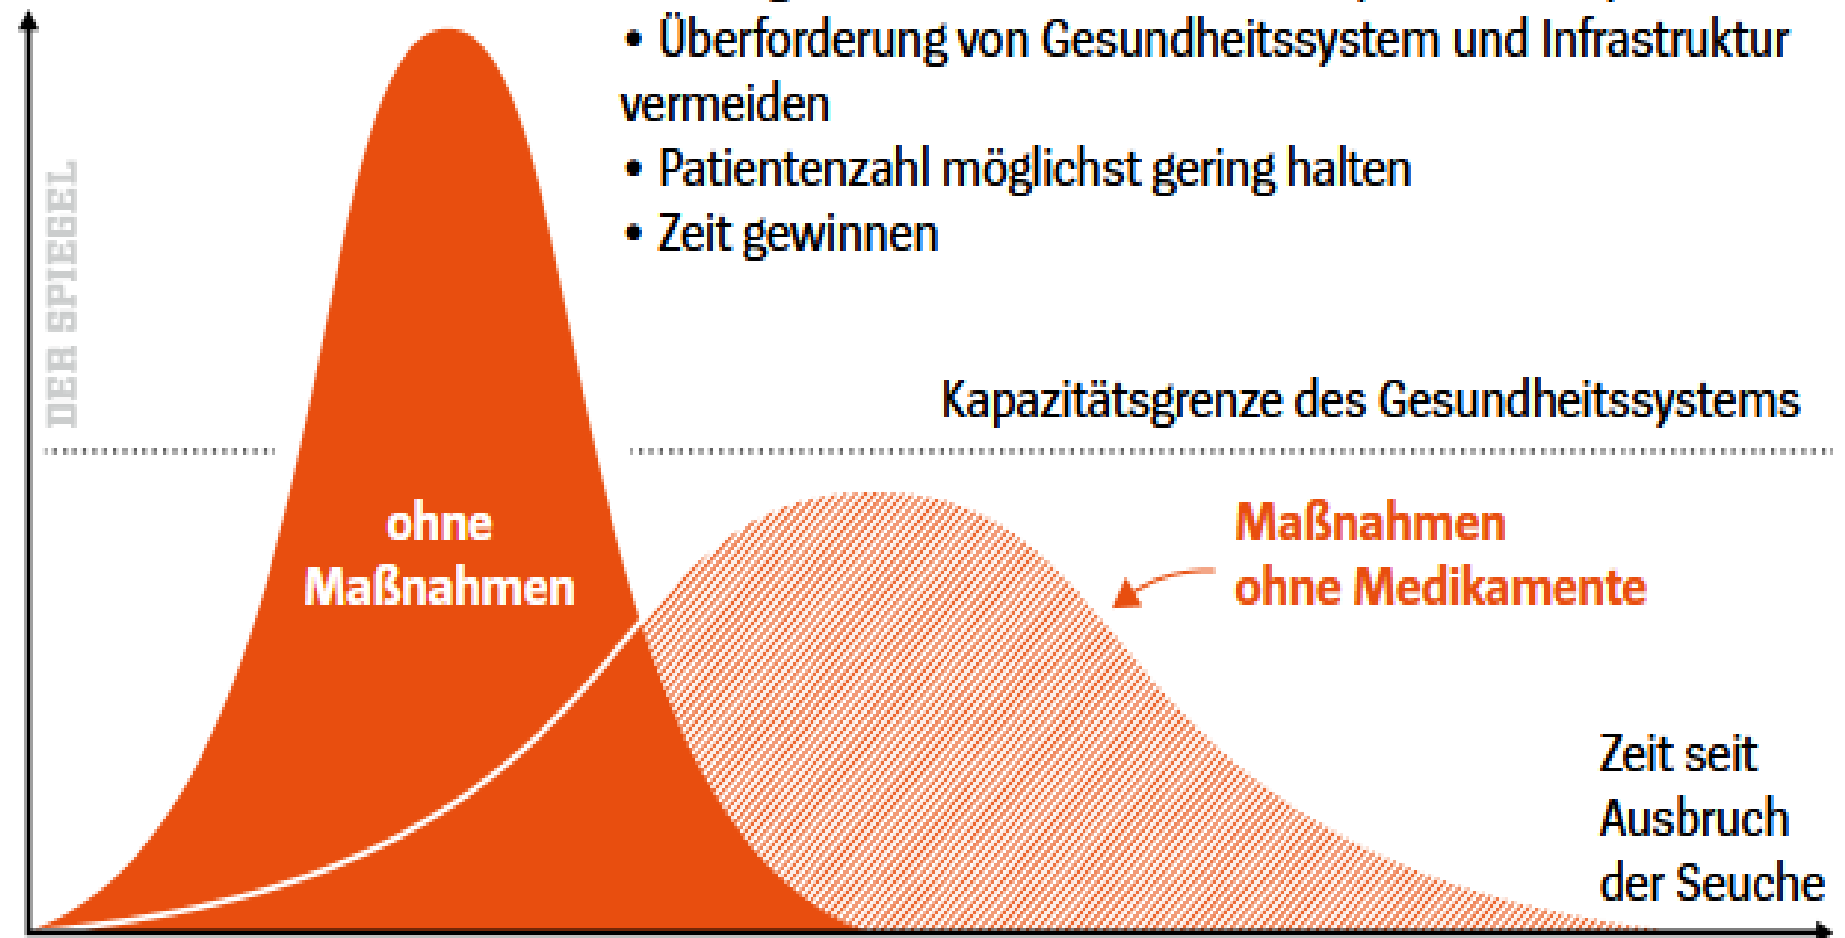 • Überforderung von Gesundheitssystem und Infrastruktur
vermeiden
• Patientenzahl möglichst gering halten
• Zeit gewinnen
DER SPIEGEL
Kapazitätsgrenze des Gesundheitssystems
ohne
Maßnahmen
Maßnahmen
ohne Medikamente
Zeit seit
Ausbruch
der Seuche